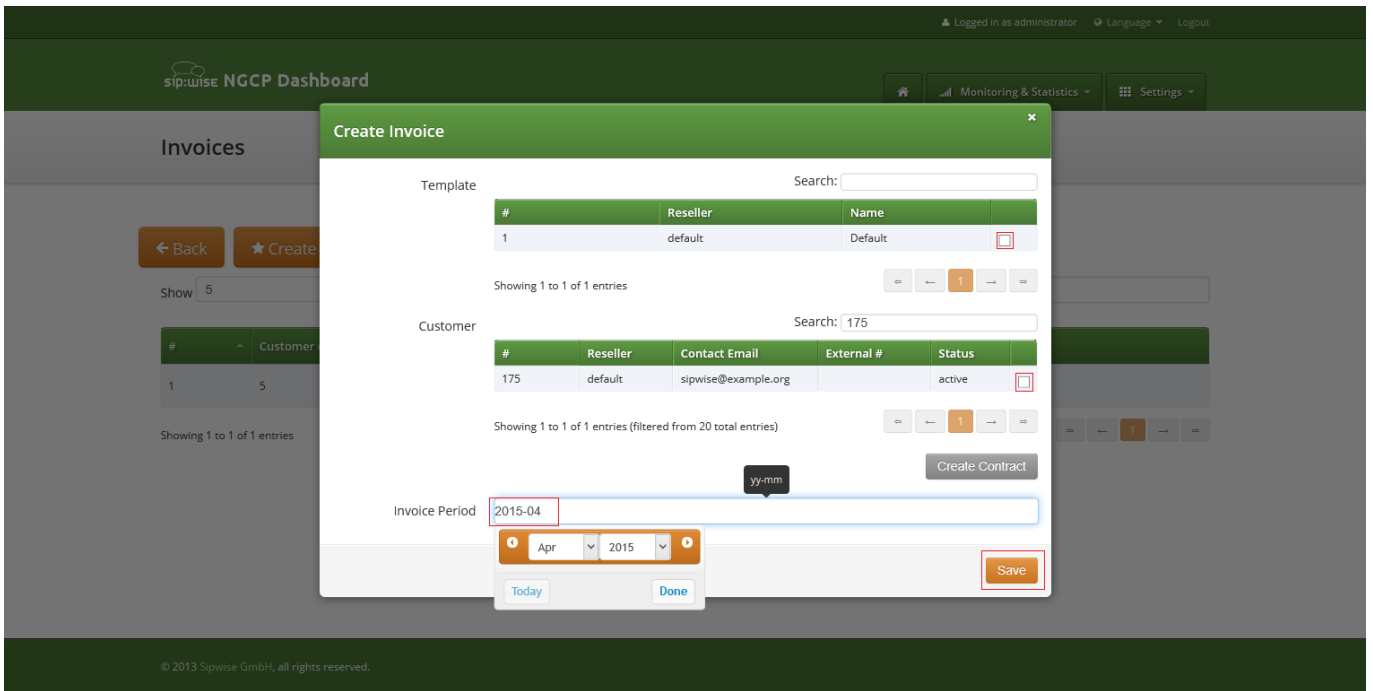 Logged in as administrator Language Logout
sip:wise NGCP Dashboard
Monitoring & Statistics Settings
Create Invoice ×
Invoices
Template Search:
# Reseller Name
1 default Default
Back Create
Showing 1 to 1 of 1 entries ⇐ ← 1 → ⇒
Show 5
Customer Search: 175
# Customer
# Reseller Contact Email External # Status
175 default sipwise@example.org active
1 5
Showing 1 to 1 of 1 entries (filtered from 20 total entries) ⇐ ← 1 → ⇒
Showing 1 to 1 of 1 entries ⇐ ← 1 → ⇒
Create Contract
yy-mm
Invoice Period 2015-04
Apr 2015
Save
Today Done
© 2013 Sipwise GmbH, all rights reserved.